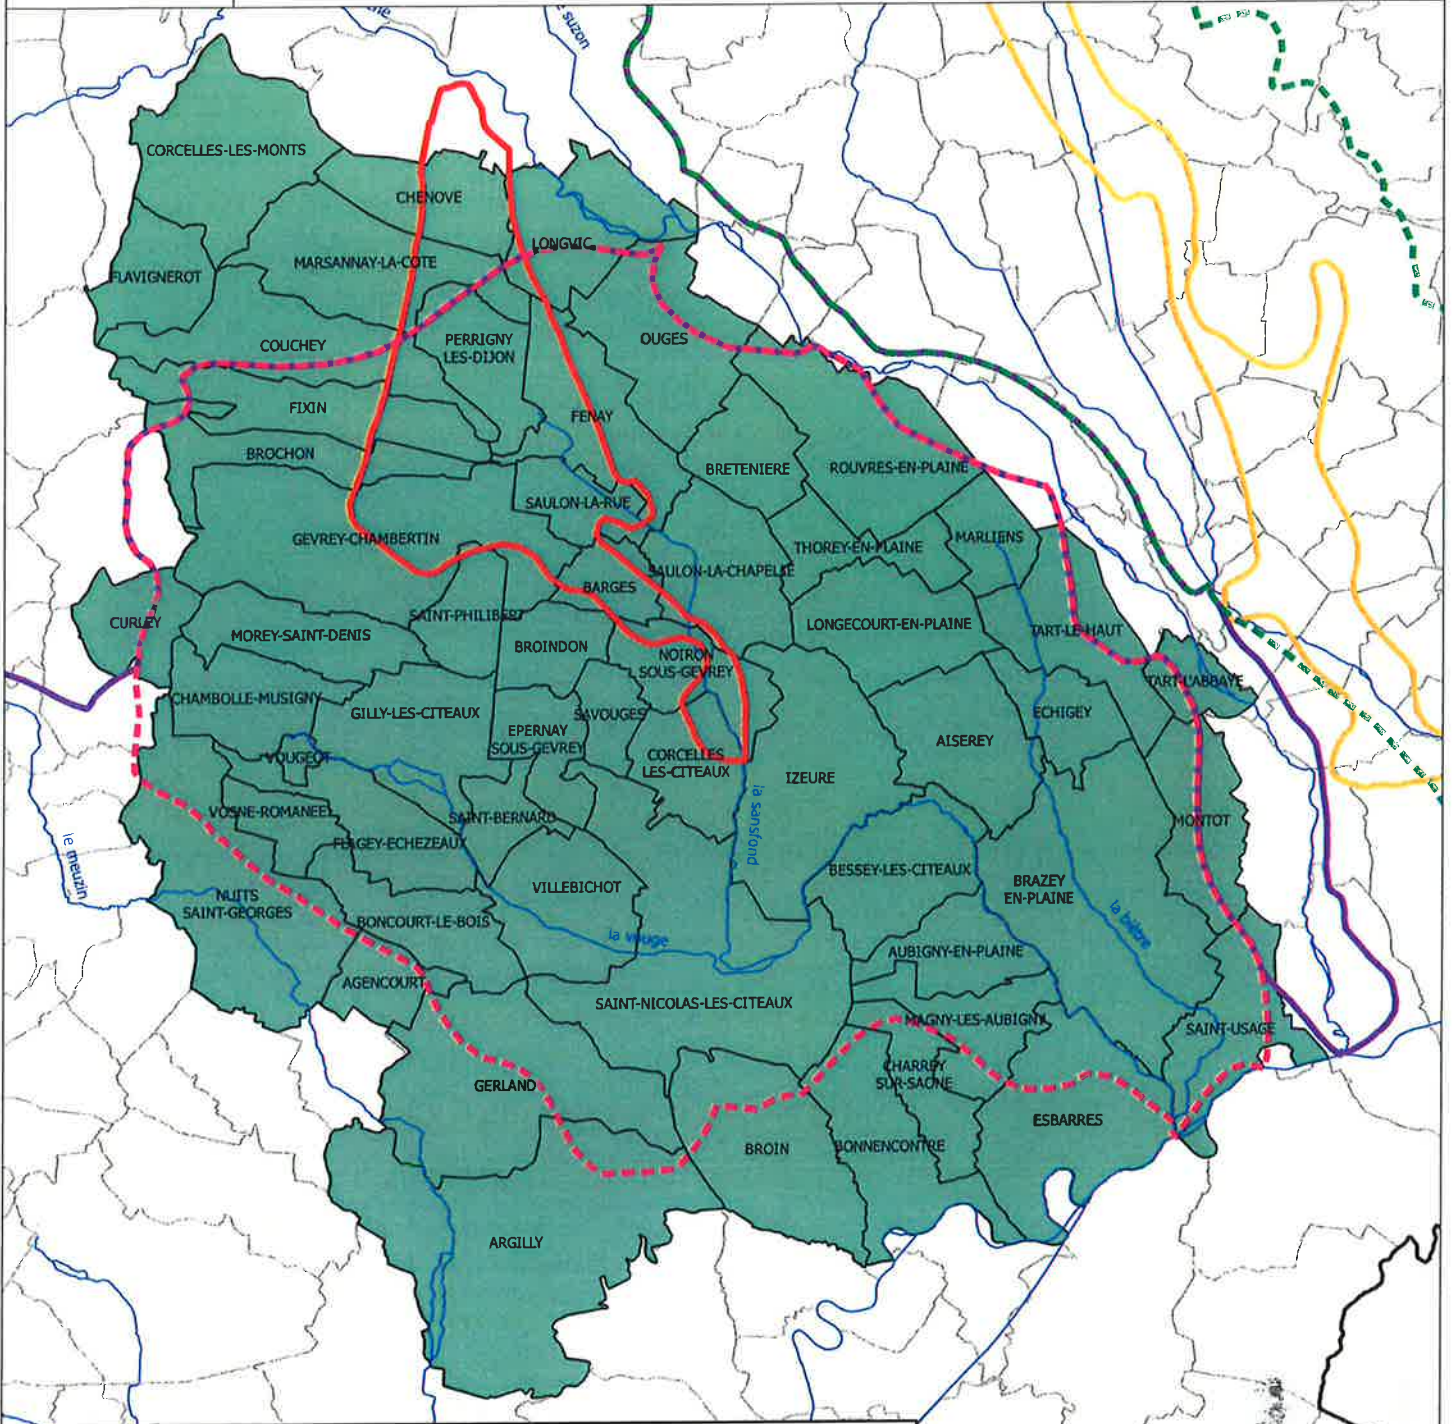 suzon
CORCELLES-LES-MONTS
CHENOVE
LONGVIC
MARSANNAY-LA-COTE
FLAVIGNEROT
COUCHEY
PERRIGNY
LES-DIJON
OUGES
FIXIN
FENAY
BROCHON
BRETENIERE
ROUVRES-EN-PLAINE
SAULON-LA-RUE
GEVREY-CHAMBERTIN
THOREY-EN-PLAINE
MARLIENS
SAULON-LA-CHAPELLE
BARGES
CURLEY
SAINT-PHILIBERT
MOREY-SAINT-DENIS
LONGECOURT-EN-PLAINE
TART-LE-HAUT
BROINDON
NOIRON
SOUS-GEVREY
TART-L'ABBAYE
CHAMBOLLE-MUSIGNY
GILLY-LES-CITEAUX
SAVOUGES
ECHIGEY
EPERNAY
SOUS-GEVREY
AISEREY
VOUGEOT
CORCELLES
LES-CITEAUX
IZEURE
VOSNE-ROMANEE
SAINT-BERNARD
la sansfond
MONTOT
FLAGEY-ECHEZEAUX
le meuzin
BESSEY-LES-CITEAUX
VILLEBICHOT
BRAZEY
EN-PLAINE
NUITS
SAINT-GEORGES
BONCOURT-LE-BOIS
la vouge
la biètre
AUBIGNY-EN-PLAINE
AGENCOURT
SAINT-NICOLAS-LES-CITEAUX
MAGNY-LES-AUBIGNY
SAINT-USAGE
CHARREY
SUR-SAONE
GERLAND
ESBARRES
BROIN
BONNENCONTRE
ARGILLY